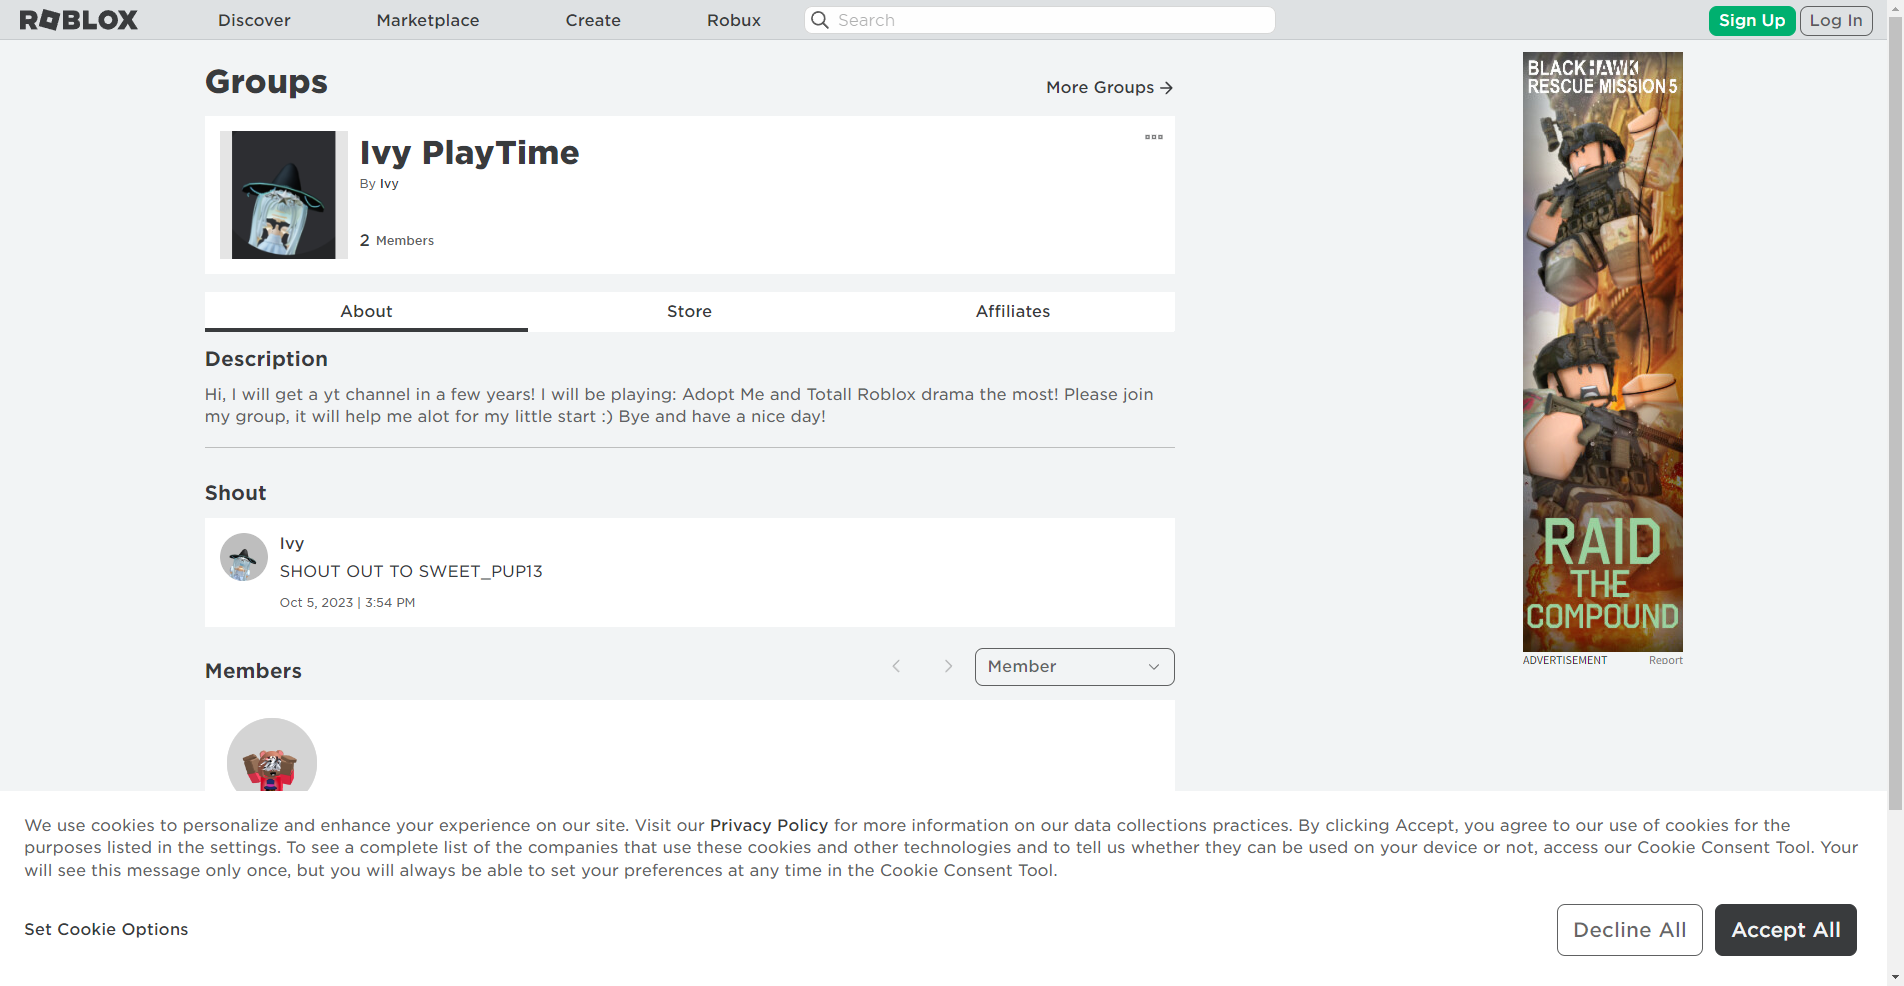 ROBLOX
Discover
Marketplace
Create
Robux
Search
Sign Up
Log In
Groups
More Groups
Ivy PlayTime
By Ivy
2 Members
About
Store
Affiliates
Description
Hi, I will get a yt channel in a few years! I will be playing: Adopt Me and Totall Roblox drama the most! Please join
my group, it will help me alot for my little start :) Bye and have a nice day!
Shout
Ivy
SHOUT OUT TO SWEET_PUP13
Oct 5, 2023 | 3:54 PM
Members
Member
BLACKHAWK
RESCUE MISSION 5
RAID
THE
COMPOUND
ADVERTISEMENT
Report
We use cookies to personalize and enhance your experience on our site. Visit our Privacy Policy for more information on our data collections practices. By clicking Accept, you agree to our use of cookies for the
purposes listed in the settings. To see a complete list of the companies that use these cookies and other technologies and to tell us whether they can be used on your device or not, access our Cookie Consent Tool. Your
will see this message only once, but you will always be able to set your preferences at any time in the Cookie Consent Tool.
Set Cookie Options
Decline All
Accept All